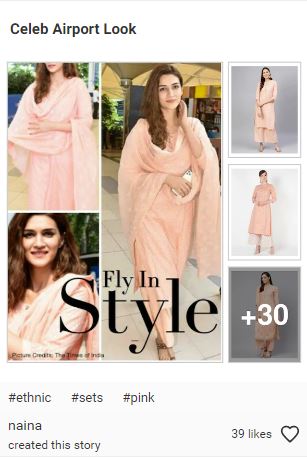 Celeb Airport Look
Fly In
Style
Picture Credits: The Times of India
+30
#ethnic #sets #pink
naina
created this story
39 likes